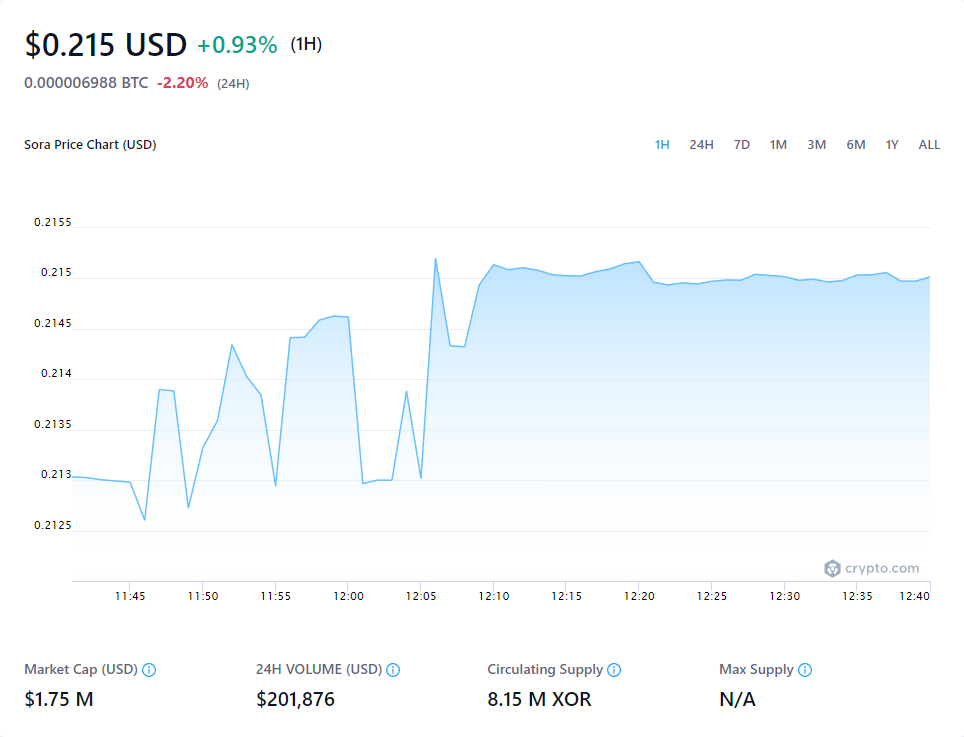 $0.215 USD +0.93% (1H)
0.000006988 BTC -2.20% (24H)
Sora Price Chart (USD)
1H 24H 7D 1M 3M 6M 1Y ALL
0.2155
0.215
0.2145
0.214
0.2135
0.213
0.2125
crypto.com
11:45 11:50 11:55 12:00 12:05 12:10 12:15 12:20 12:25 12:30 12:35 12:40
Market Cap (USD) 24H VOLUME (USD) Circulating Supply Max Supply
$1.75 M $201,876 8.15 M XOR N/A